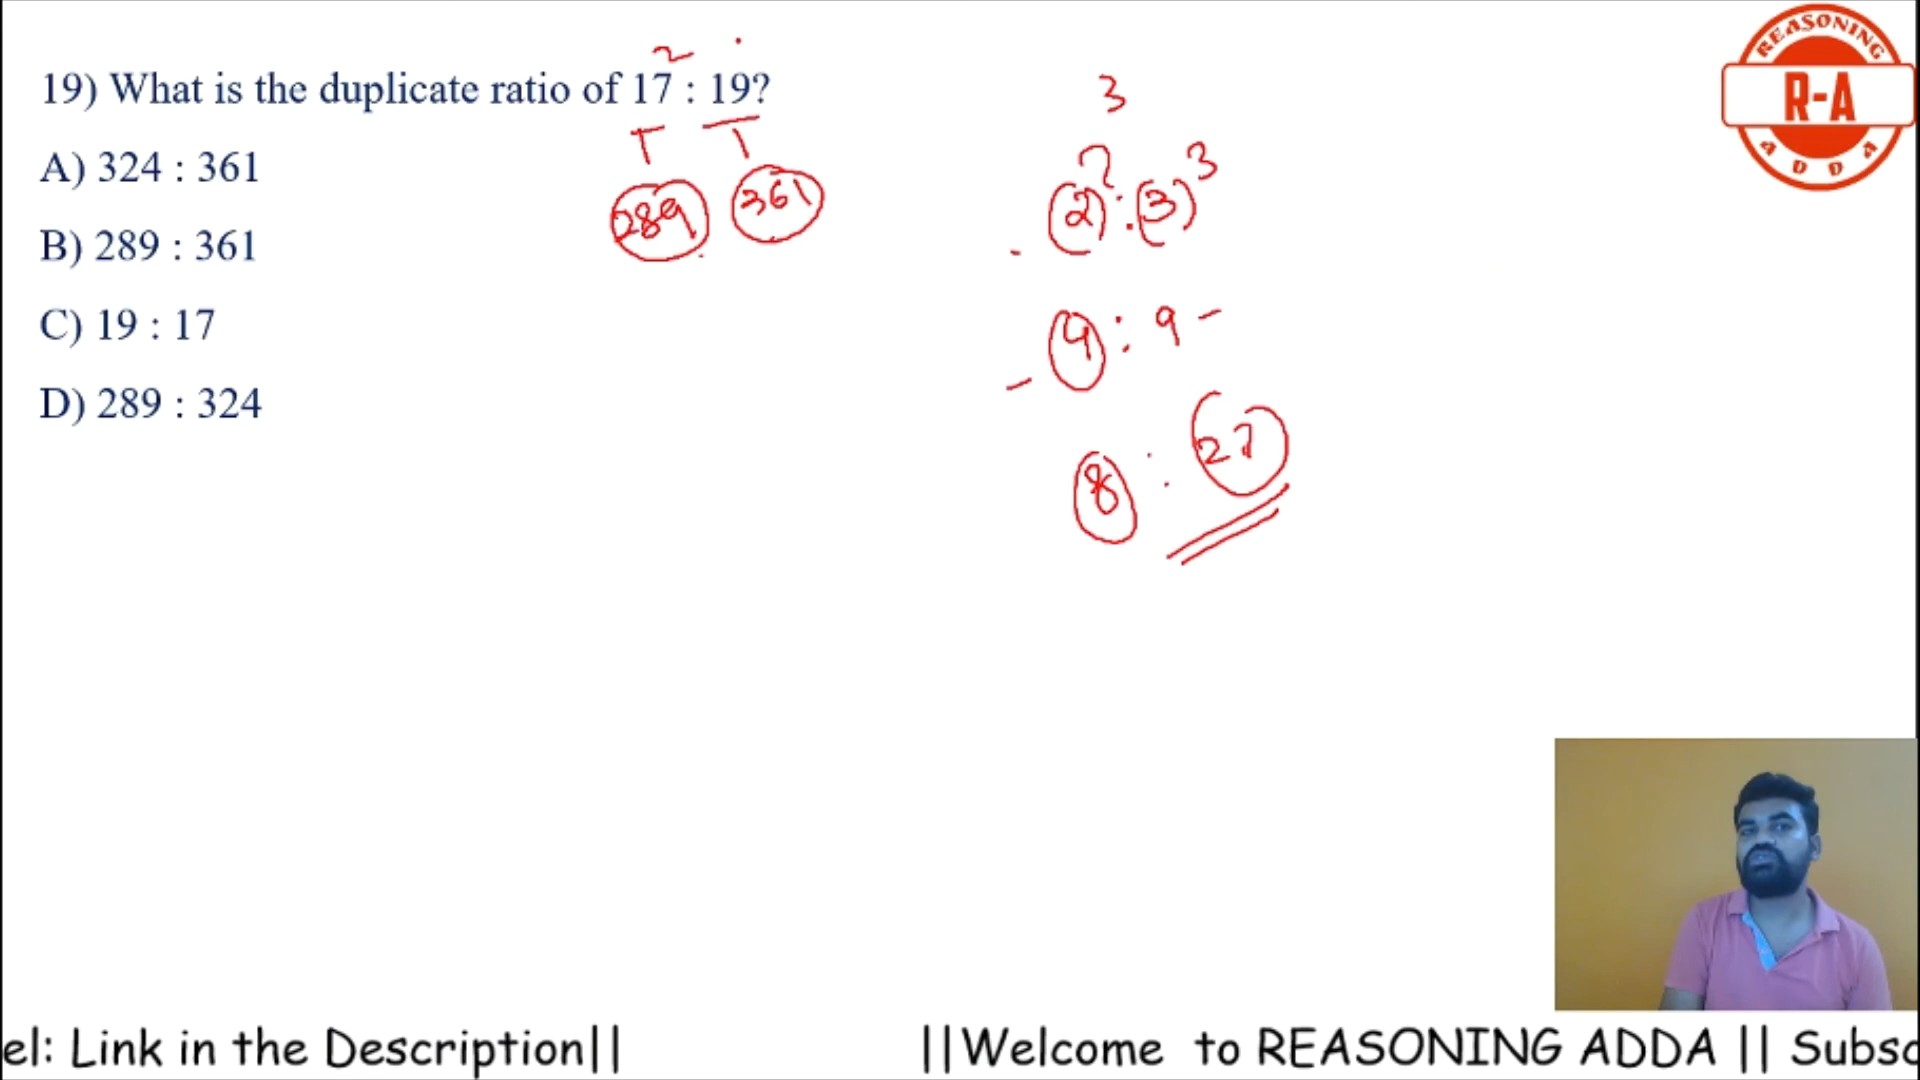 2
19) What is the duplicate ratio of 17 : 19?
A) 324 : 361
B) 289 : 361
C) 19 : 17
D) 289 : 324
289 361
3
(2) : (3)³
4 : 9
8 : 27
REASONING
R-A
ADDA
el: Link in the Description||
||Welcome to REASONING ADDA || Subsc